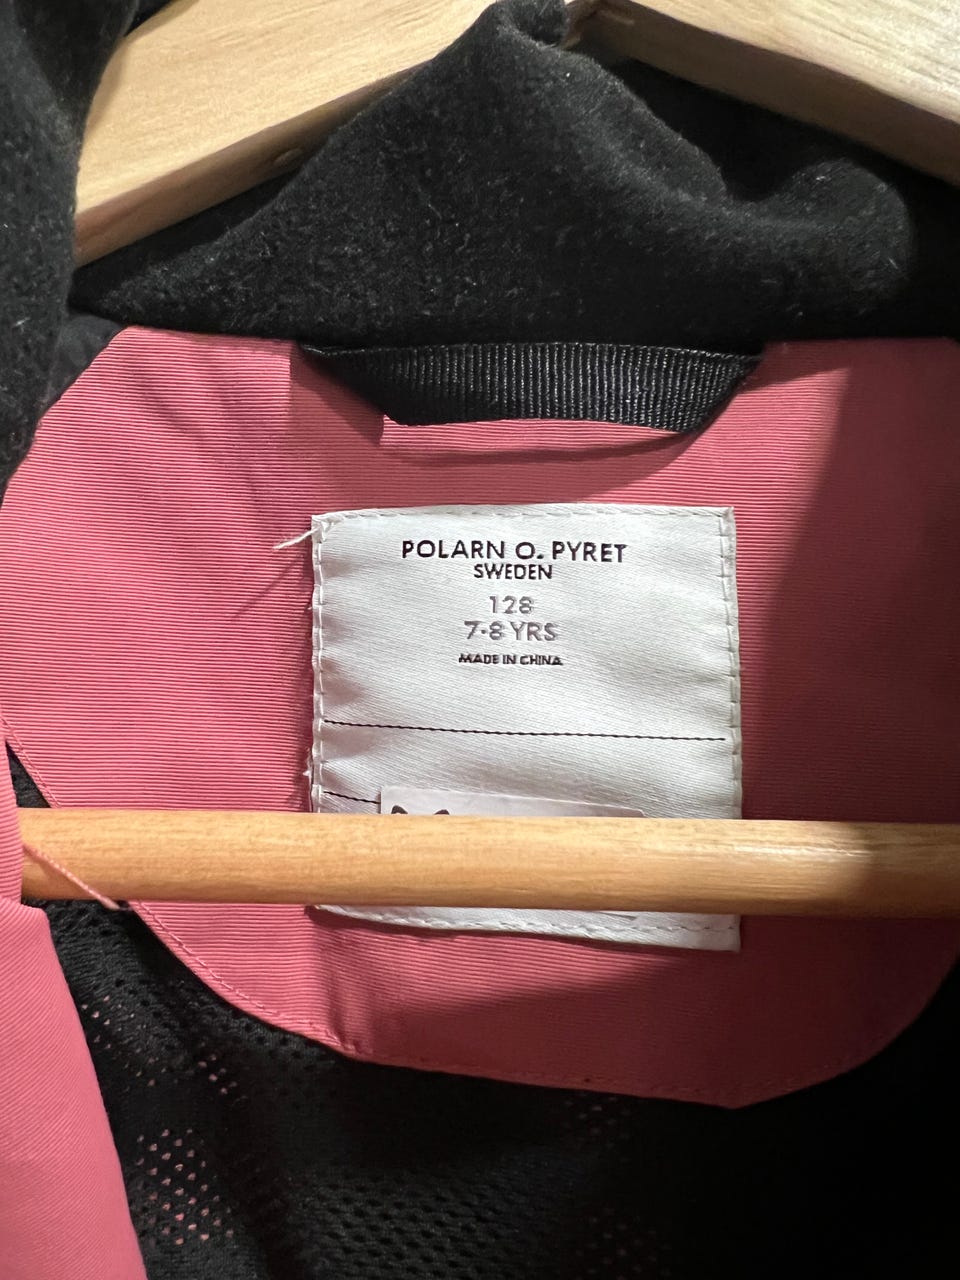 POLARN O. PYRET
SWEDEN
128
7-8 YRS
MADE IN CHINA